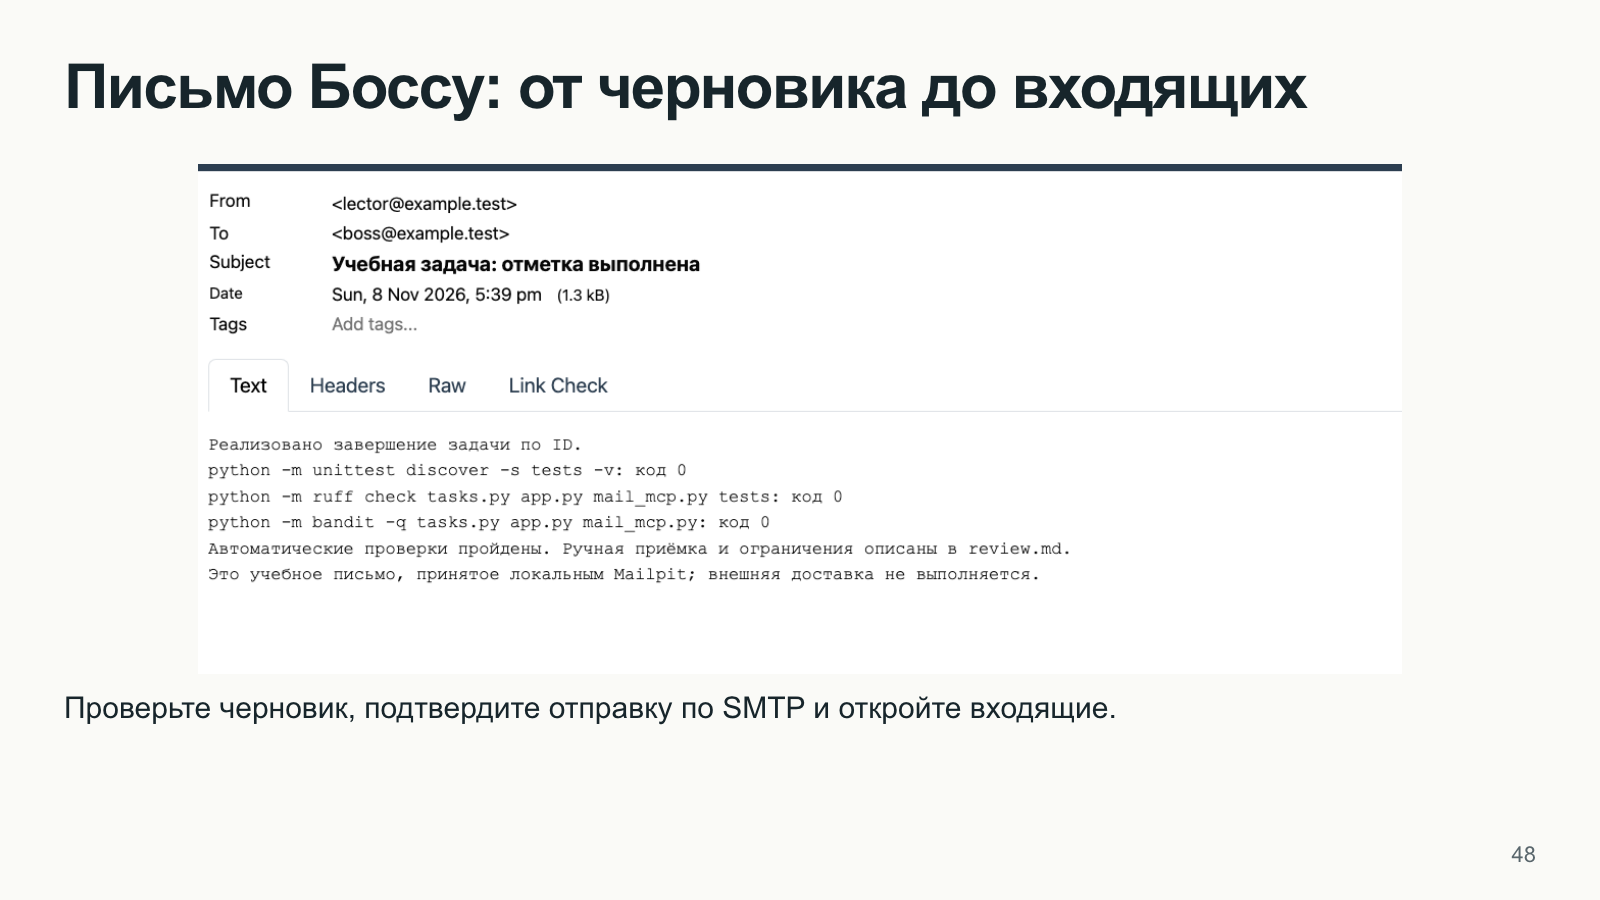 Письмо Боссу: от черновика до входящих
From <lector@example.test>
To <boss@example.test>
Subject Учебная задача: отметка выполнена
Date Sun, 8 Nov 2026, 5:39 pm (1.3 kB)
Tags Add tags...
Text Headers Raw Link Check
Реализовано завершение задачи по ID.
python -m unittest discover -s tests -v: код 0
python -m ruff check tasks.py app.py mail_mcp.py tests: код 0
python -m bandit -q tasks.py app.py mail_mcp.py: код 0
Автоматические проверки пройдены. Ручная приёмка и ограничения описаны в review.md.
Это учебное письмо, принятое локальным Mailpit; внешняя доставка не выполняется.
Проверьте черновик, подтвердите отправку по SMTP и откройте входящие.
48